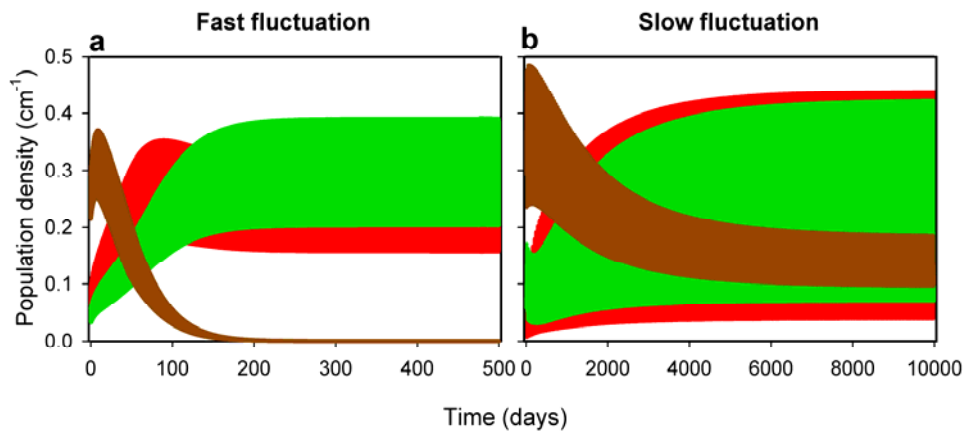 Fast fluctuation
Slow fluctuation
a
b
Population density (cm⁻¹)
0.5
0.4
0.3
0.2
0.1
0.0
0 100 200 300 400 500
0 2000 4000 6000 8000 10000
Time (days)